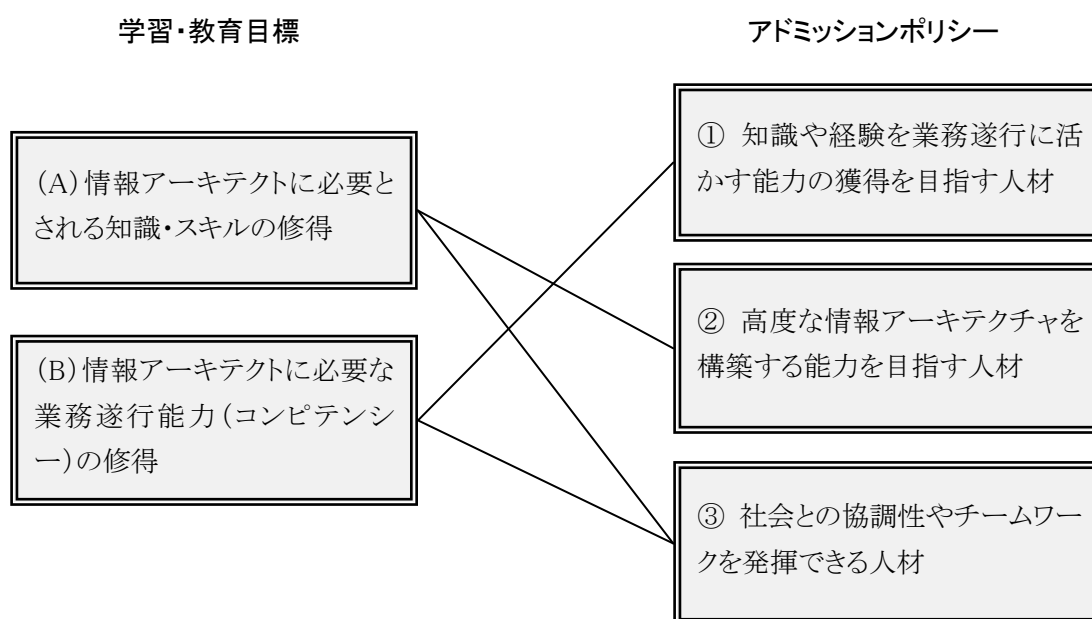 学習・教育目標
アドミッションポリシー
(A)情報アーキテクトに必要と
される知識・スキルの修得
(B)情報アーキテクトに必要な
業務遂行能力(コンピテンシ
ー)の修得
① 知識や経験を業務遂行に活
かす能力の獲得を目指す人材
② 高度な情報アーキテクチャを
構築する能力を目指す人材
③ 社会との協調性やチームワー
クを発揮できる人材